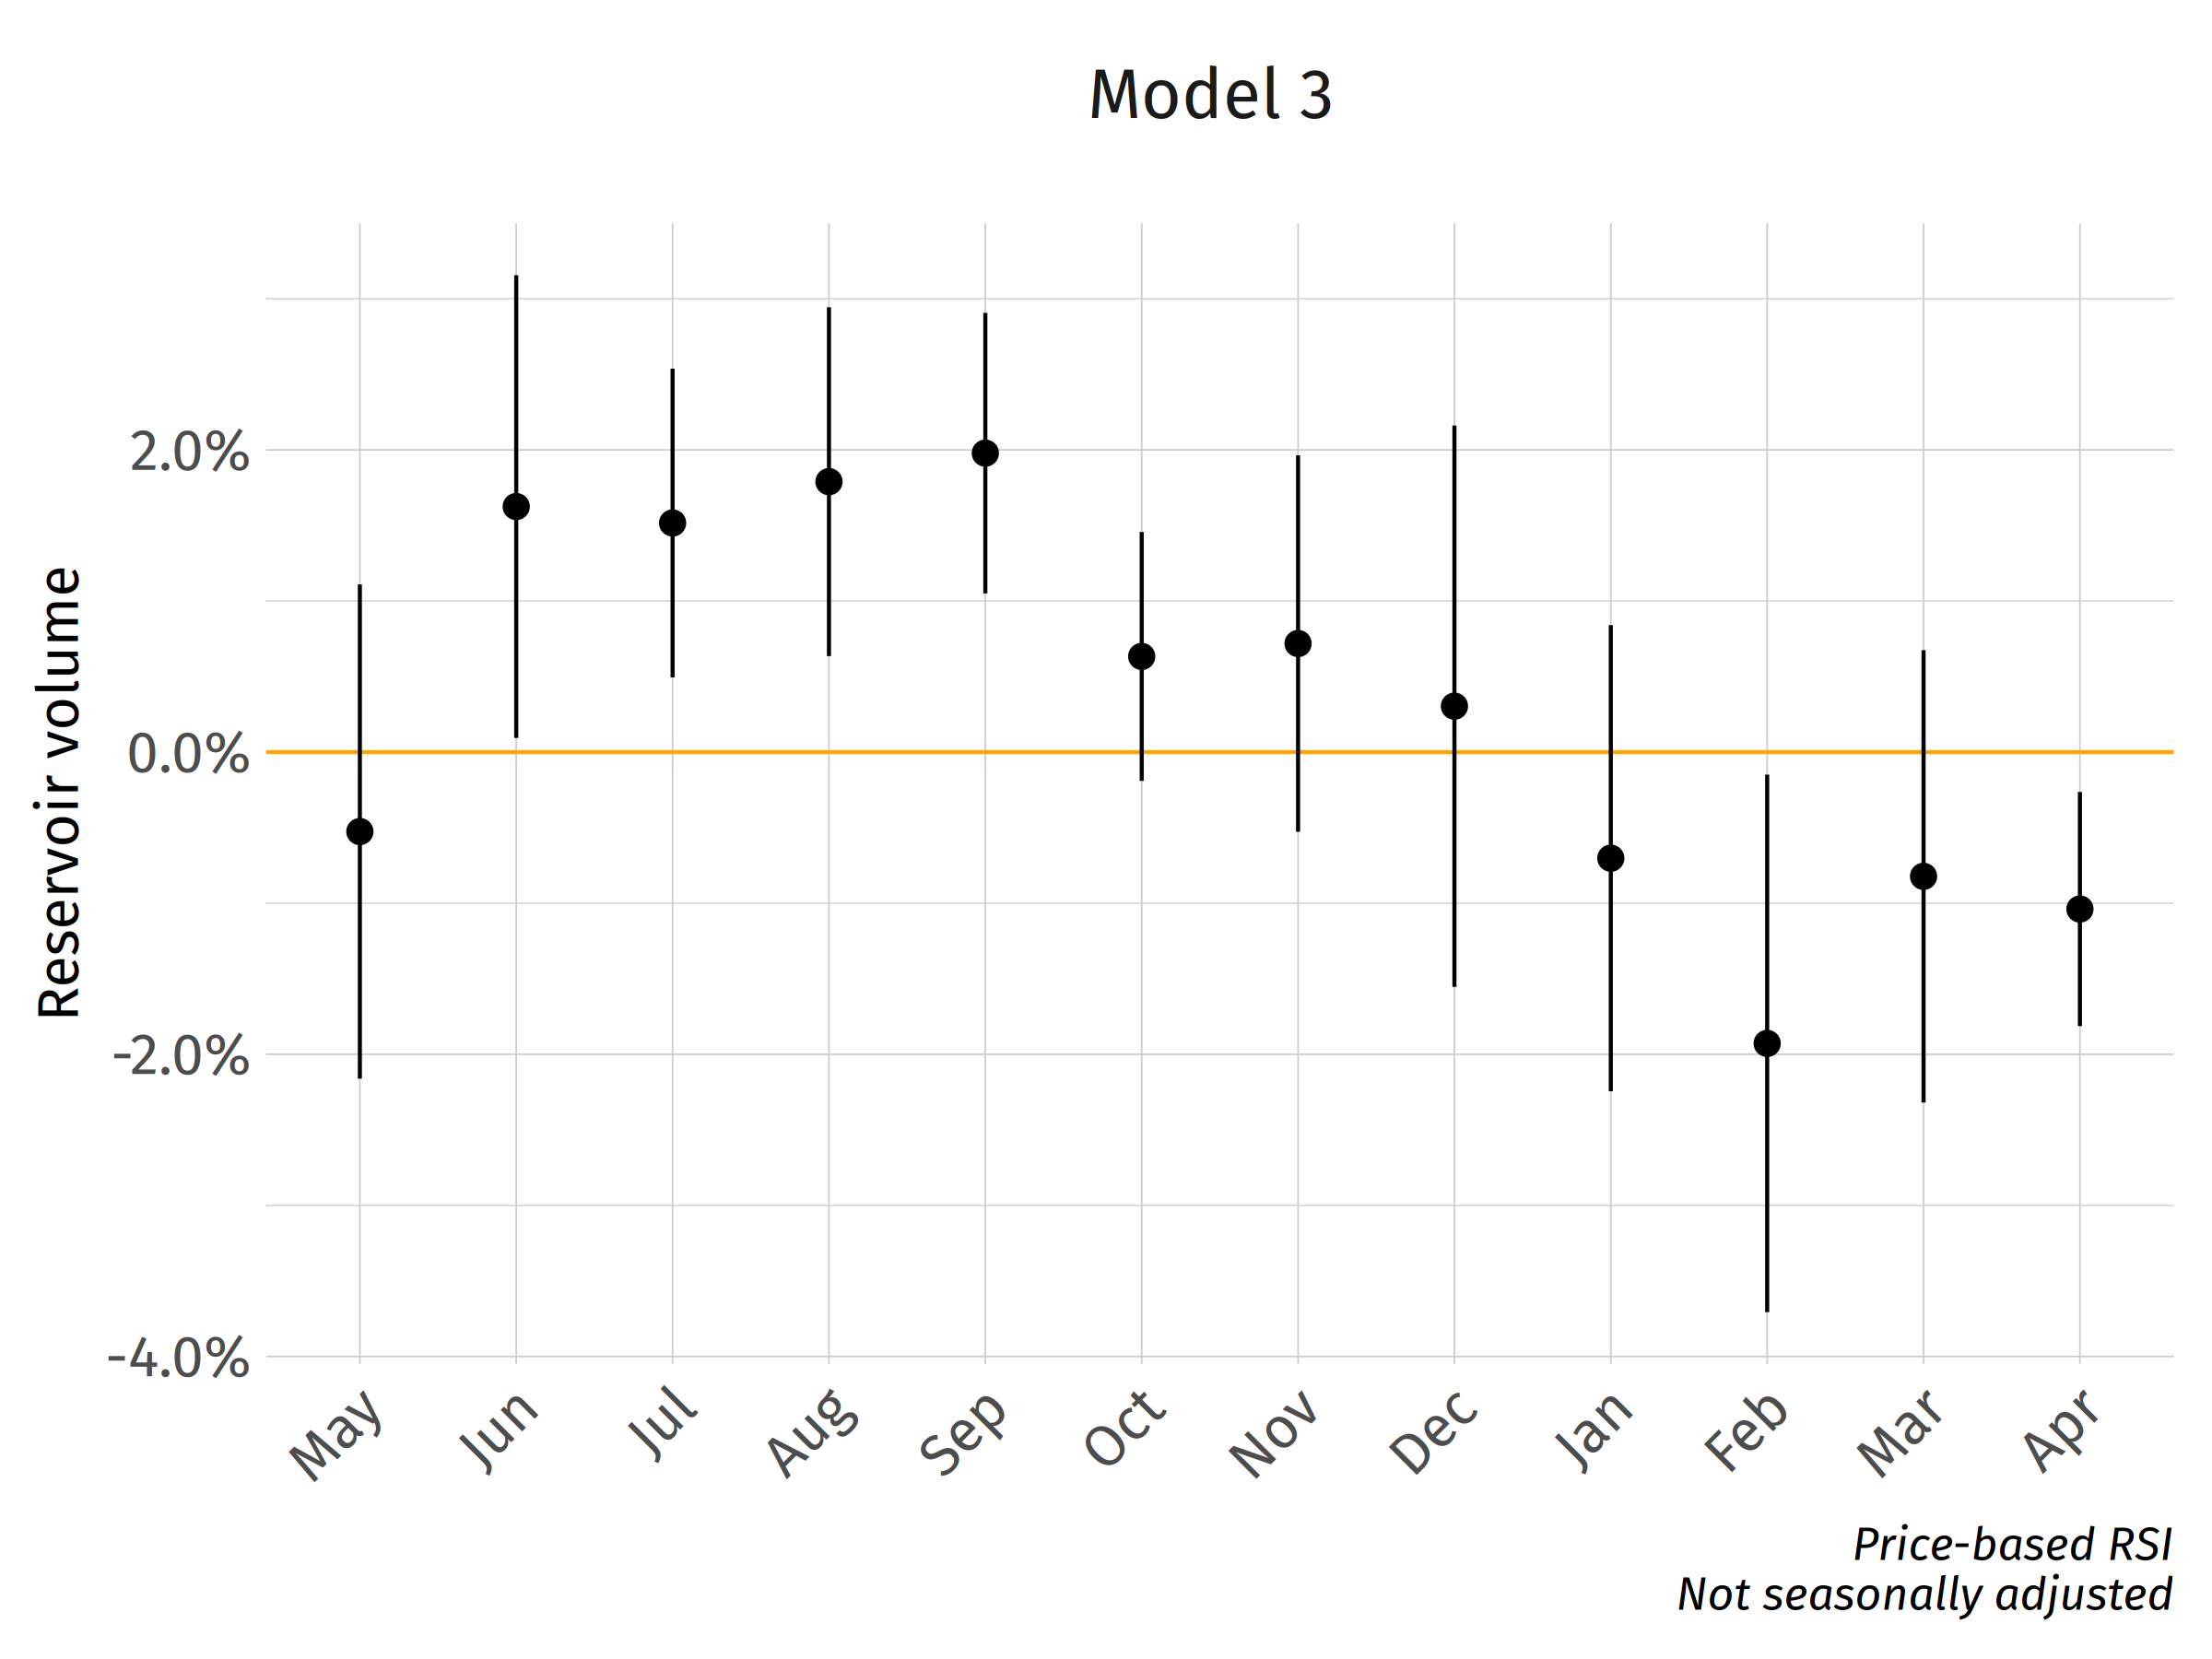 Model 3
Reservoir volume
2.0%
0.0%
-2.0%
-4.0%
May Jun Jul Aug Sep Oct Nov Dec Jan Feb Mar Apr
Price-based RSI
Not seasonally adjusted